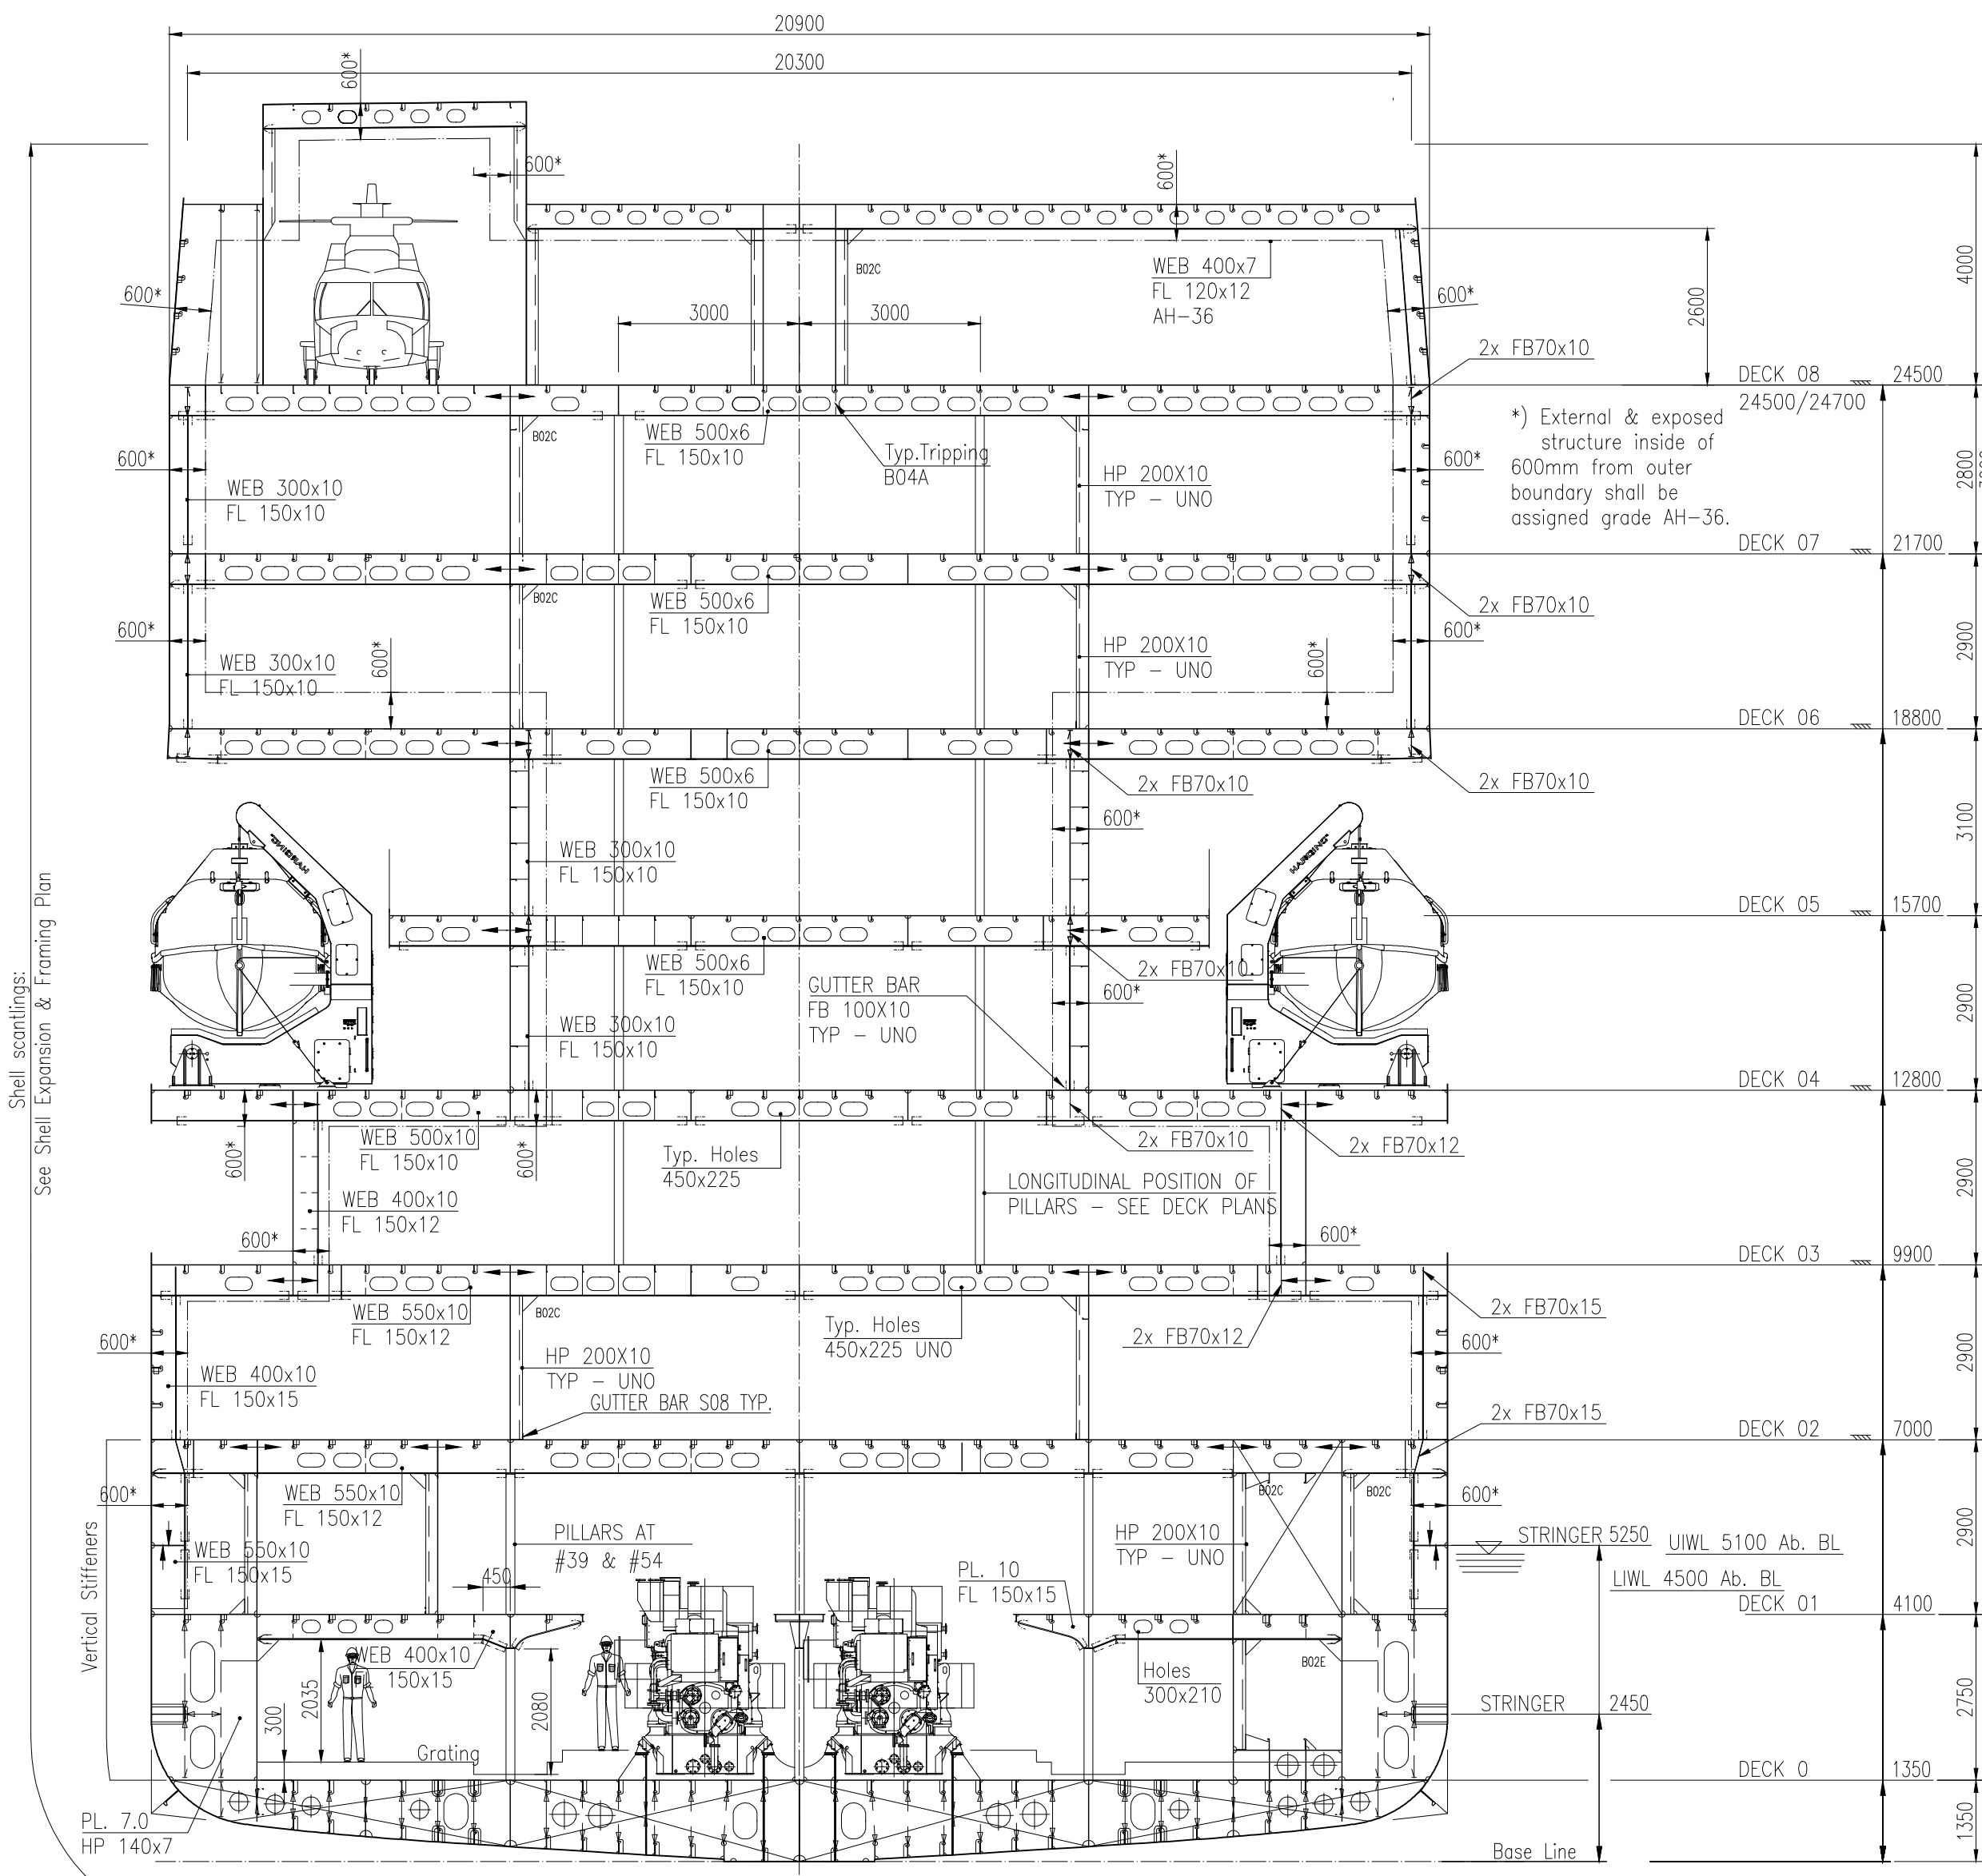 20900
20300
600*
600*
600*
4000
B02C
WEB 400x7
FL 120x12
AH-36
600*
600*
2600
3000
3000
2x FB70x10
DECK 08
24500
24500/24700
*) External & exposed
structure inside of
600mm from outer
boundary shall be
assigned grade AH-36.
B02C
WEB 500x6
FL 150x10
Typ.Tripping
B04A
600*
600*
HP 200X10
TYP - UNO
WEB 300x10
FL 150x10
2800
DECK 07
21700
B02C
WEB 500x6
FL 150x10
2x FB70x10
600*
600*
600*
600*
HP 200X10
TYP - UNO
WEB 300x10
FL 150x10
2900
DECK 06
18800
WEB 500x6
FL 150x10
2x FB70x10
2x FB70x10
600*
3100
HARDING
HARDING
WEB 300x10
FL 150x10
Shell scantlings:
See Shell Expansion & Framing Plan
DECK 05
15700
WEB 500x6
FL 150x10
2x FB70x10
GUTTER BAR
FB 100X10
TYP - UNO
600*
2900
WEB 300x10
FL 150x10
DECK 04
12800
WEB 500x10
FL 150x10
600*
600*
Typ. Holes
450x225
2x FB70x10
2x FB70x12
LONGITUDINAL POSITION OF
PILLARS - SEE DECK PLANS
WEB 400x10
FL 150x12
2900
600*
600*
DECK 03
9900
WEB 550x10
FL 150x12
B02C
Typ. Holes
450x225 UNO
2x FB70x12
2x FB70x15
600*
600*
HP 200X10
TYP - UNO
WEB 400x10
FL 150x15
GUTTER BAR S08 TYP.
2900
2x FB70x15
DECK 02
7000
WEB 550x10
FL 150x12
B02C
B02C
600*
600*
PILLARS AT
#39 & #54
HP 200X10
TYP - UNO
STRINGER 5250
UIWL 5100 Ab. BL
WEB 550x10
FL 150x15
Vertical Stiffeners
450
PL. 10
FL 150x15
LIWL 4500 Ab. BL
2900
DECK 01
4100
WEB 400x10
150x15
B02E
Holes
300x210
2035
2080
300
STRINGER
2450
2750
Grating
DECK 0
1350
PL. 7.0
HP 140x7
1350
Base Line